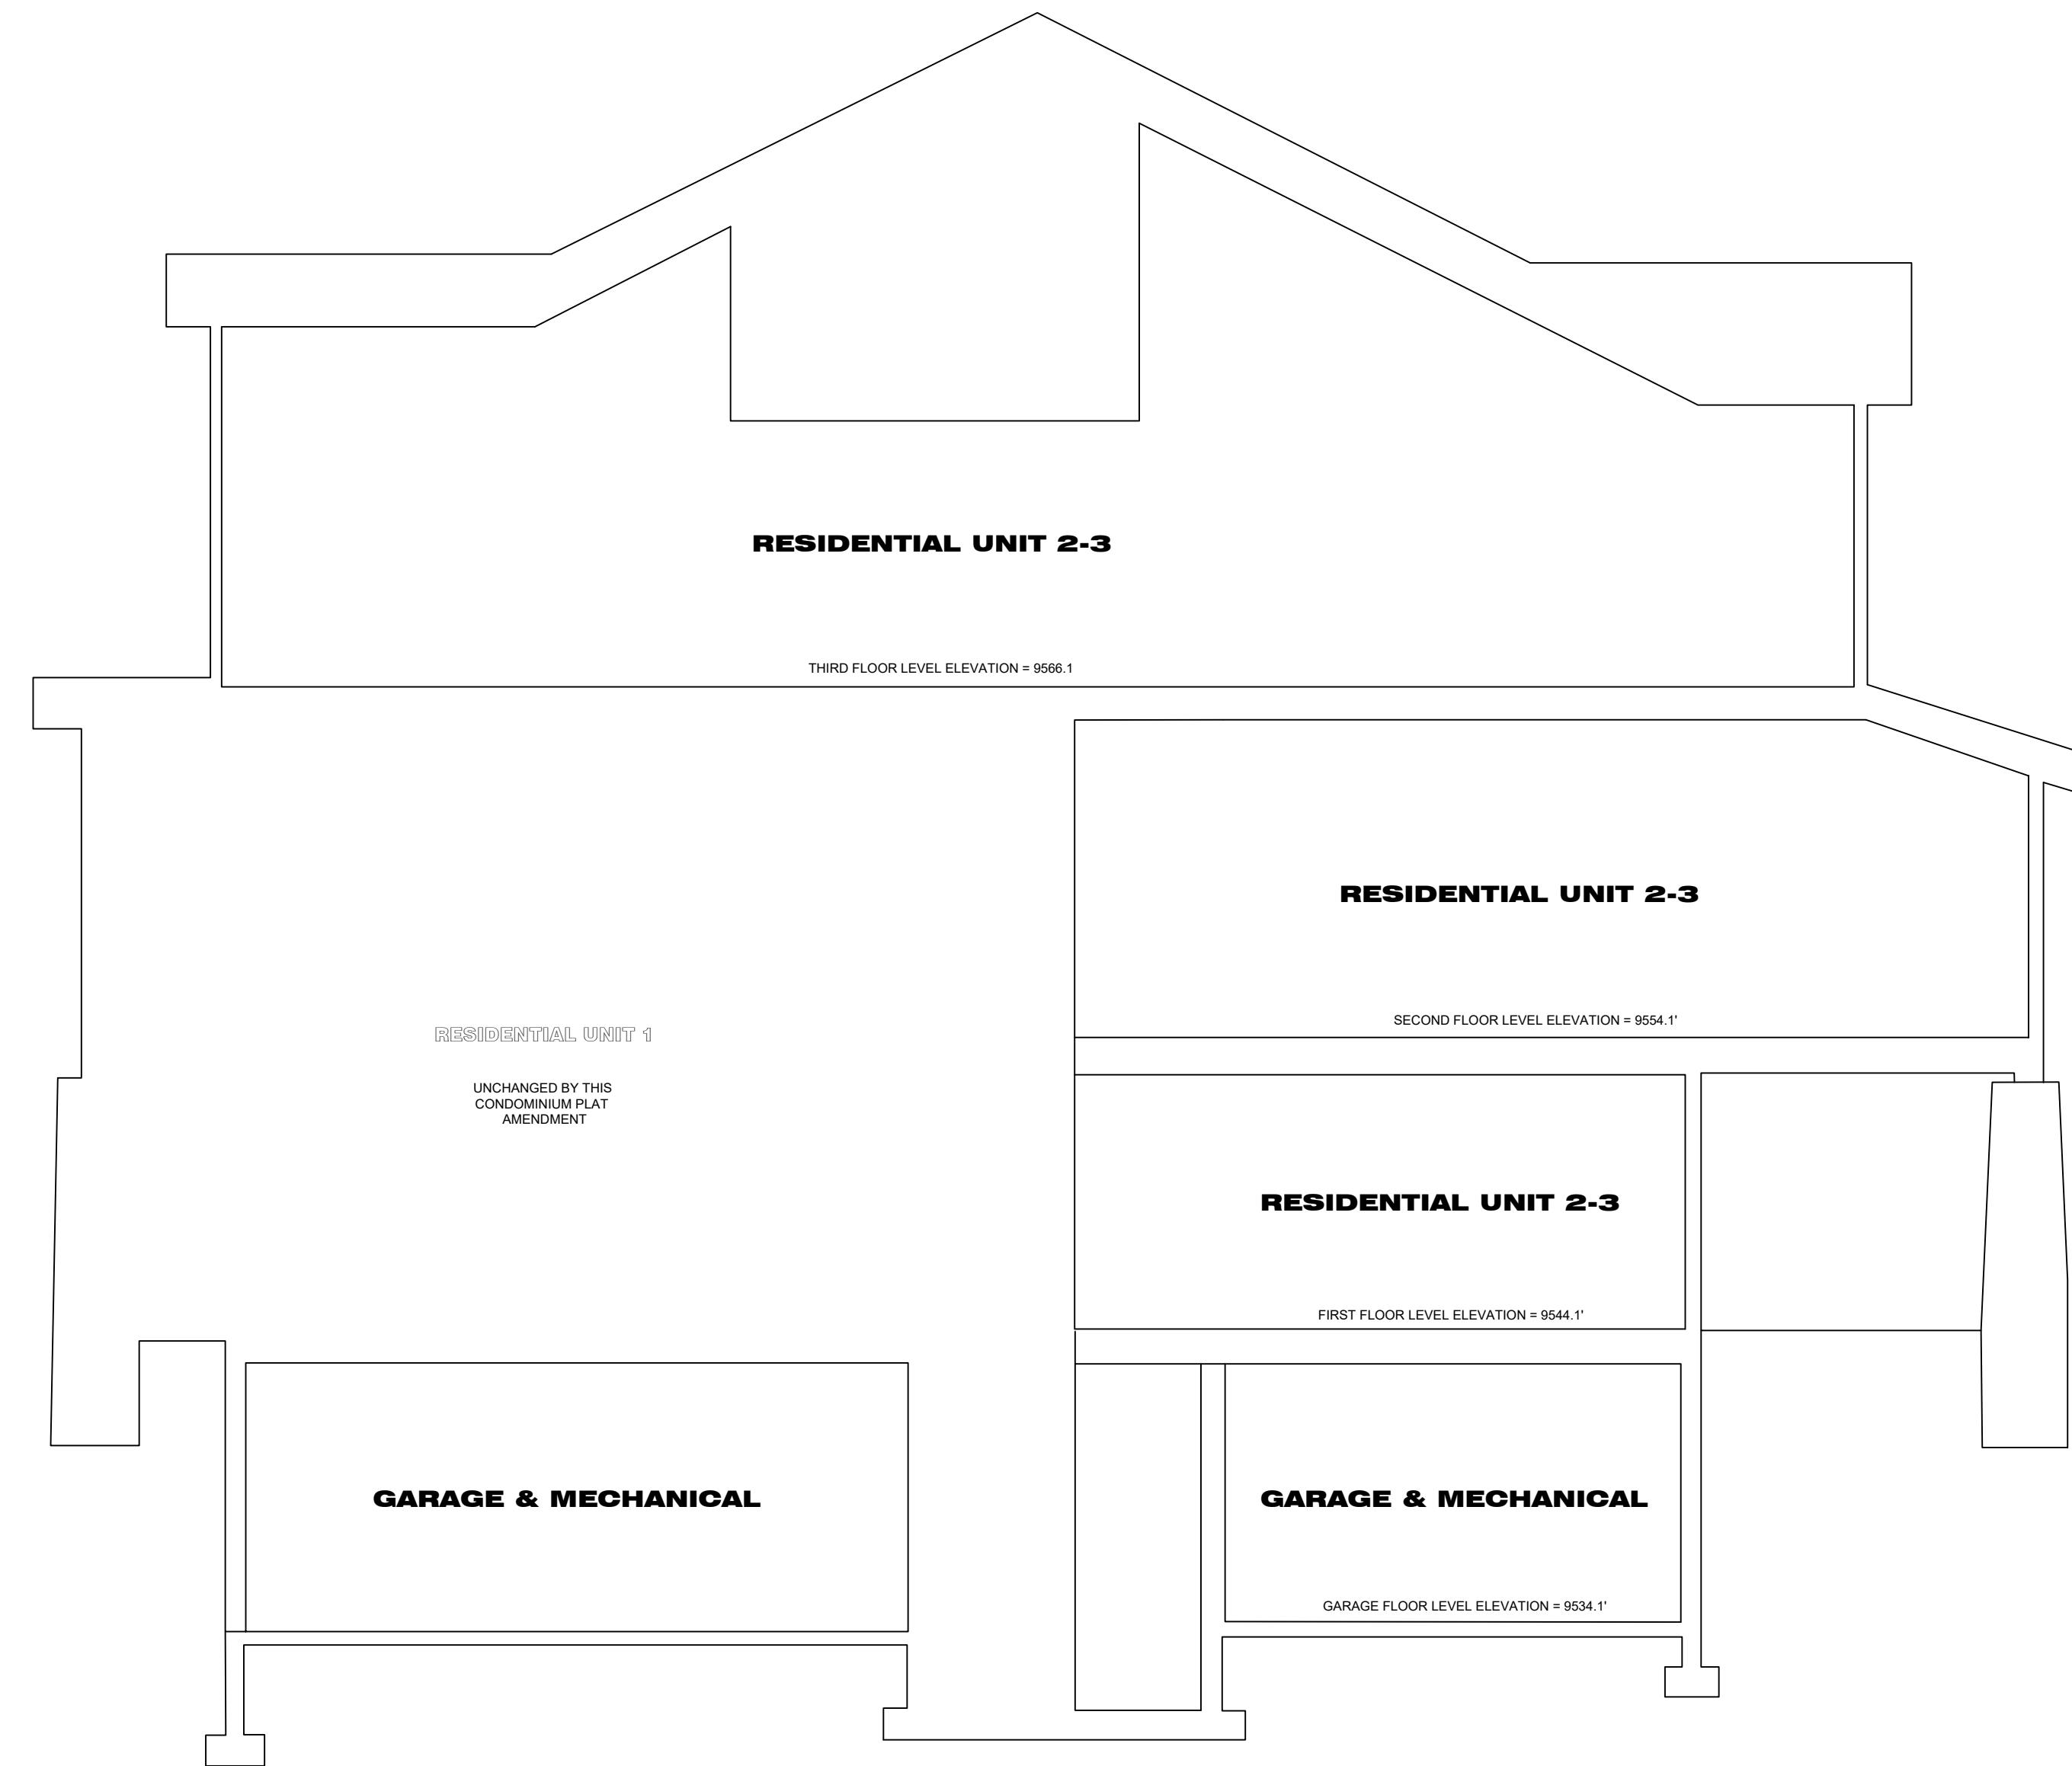 RESIDENTIAL UNIT 2-3
THIRD FLOOR LEVEL ELEVATION = 9566.1
RESIDENTIAL UNIT 2-3
SECOND FLOOR LEVEL ELEVATION = 9554.1'
RESIDENTIAL UNIT 1
UNCHANGED BY THIS
CONDOMINIUM PLAT
AMENDMENT
RESIDENTIAL UNIT 2-3
FIRST FLOOR LEVEL ELEVATION = 9544.1'
GARAGE & MECHANICAL
GARAGE & MECHANICAL
GARAGE FLOOR LEVEL ELEVATION = 9534.1'